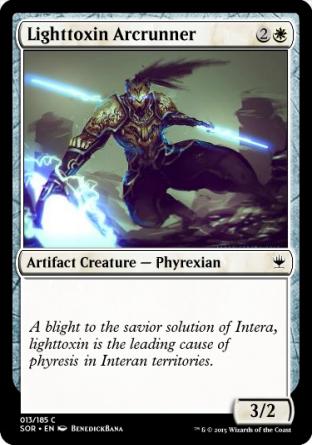 Lighttoxin Arcrunner 2
Artifact Creature — Phyrexian
A blight to the savior solution of Intera,
lighttoxin is the leading cause of
phyresis in Interan territories.
3/2
013/185 C
SOR • EN BenedickBana
™ & © 2015 Wizards of the Coast